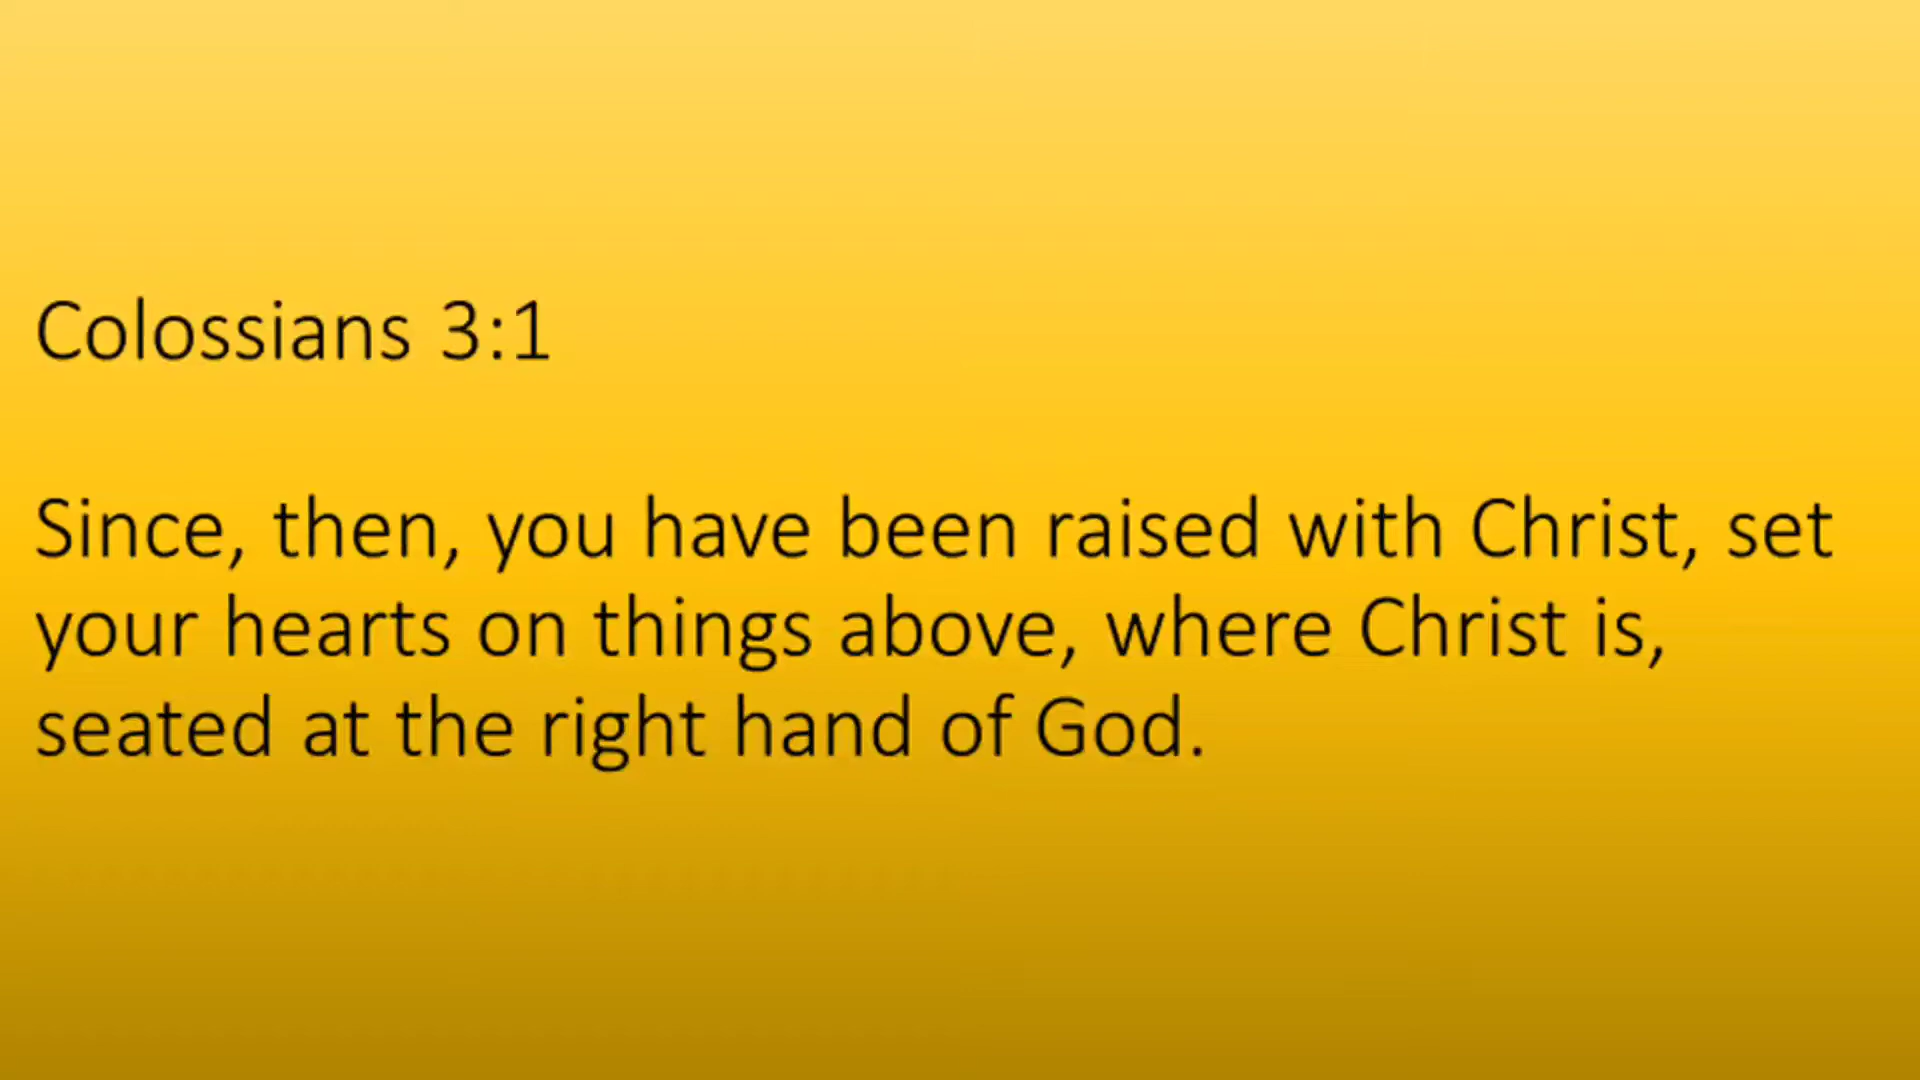 Colossians 3:1
Since, then, you have been raised with Christ, set
your hearts on things above, where Christ is,
seated at the right hand of God.